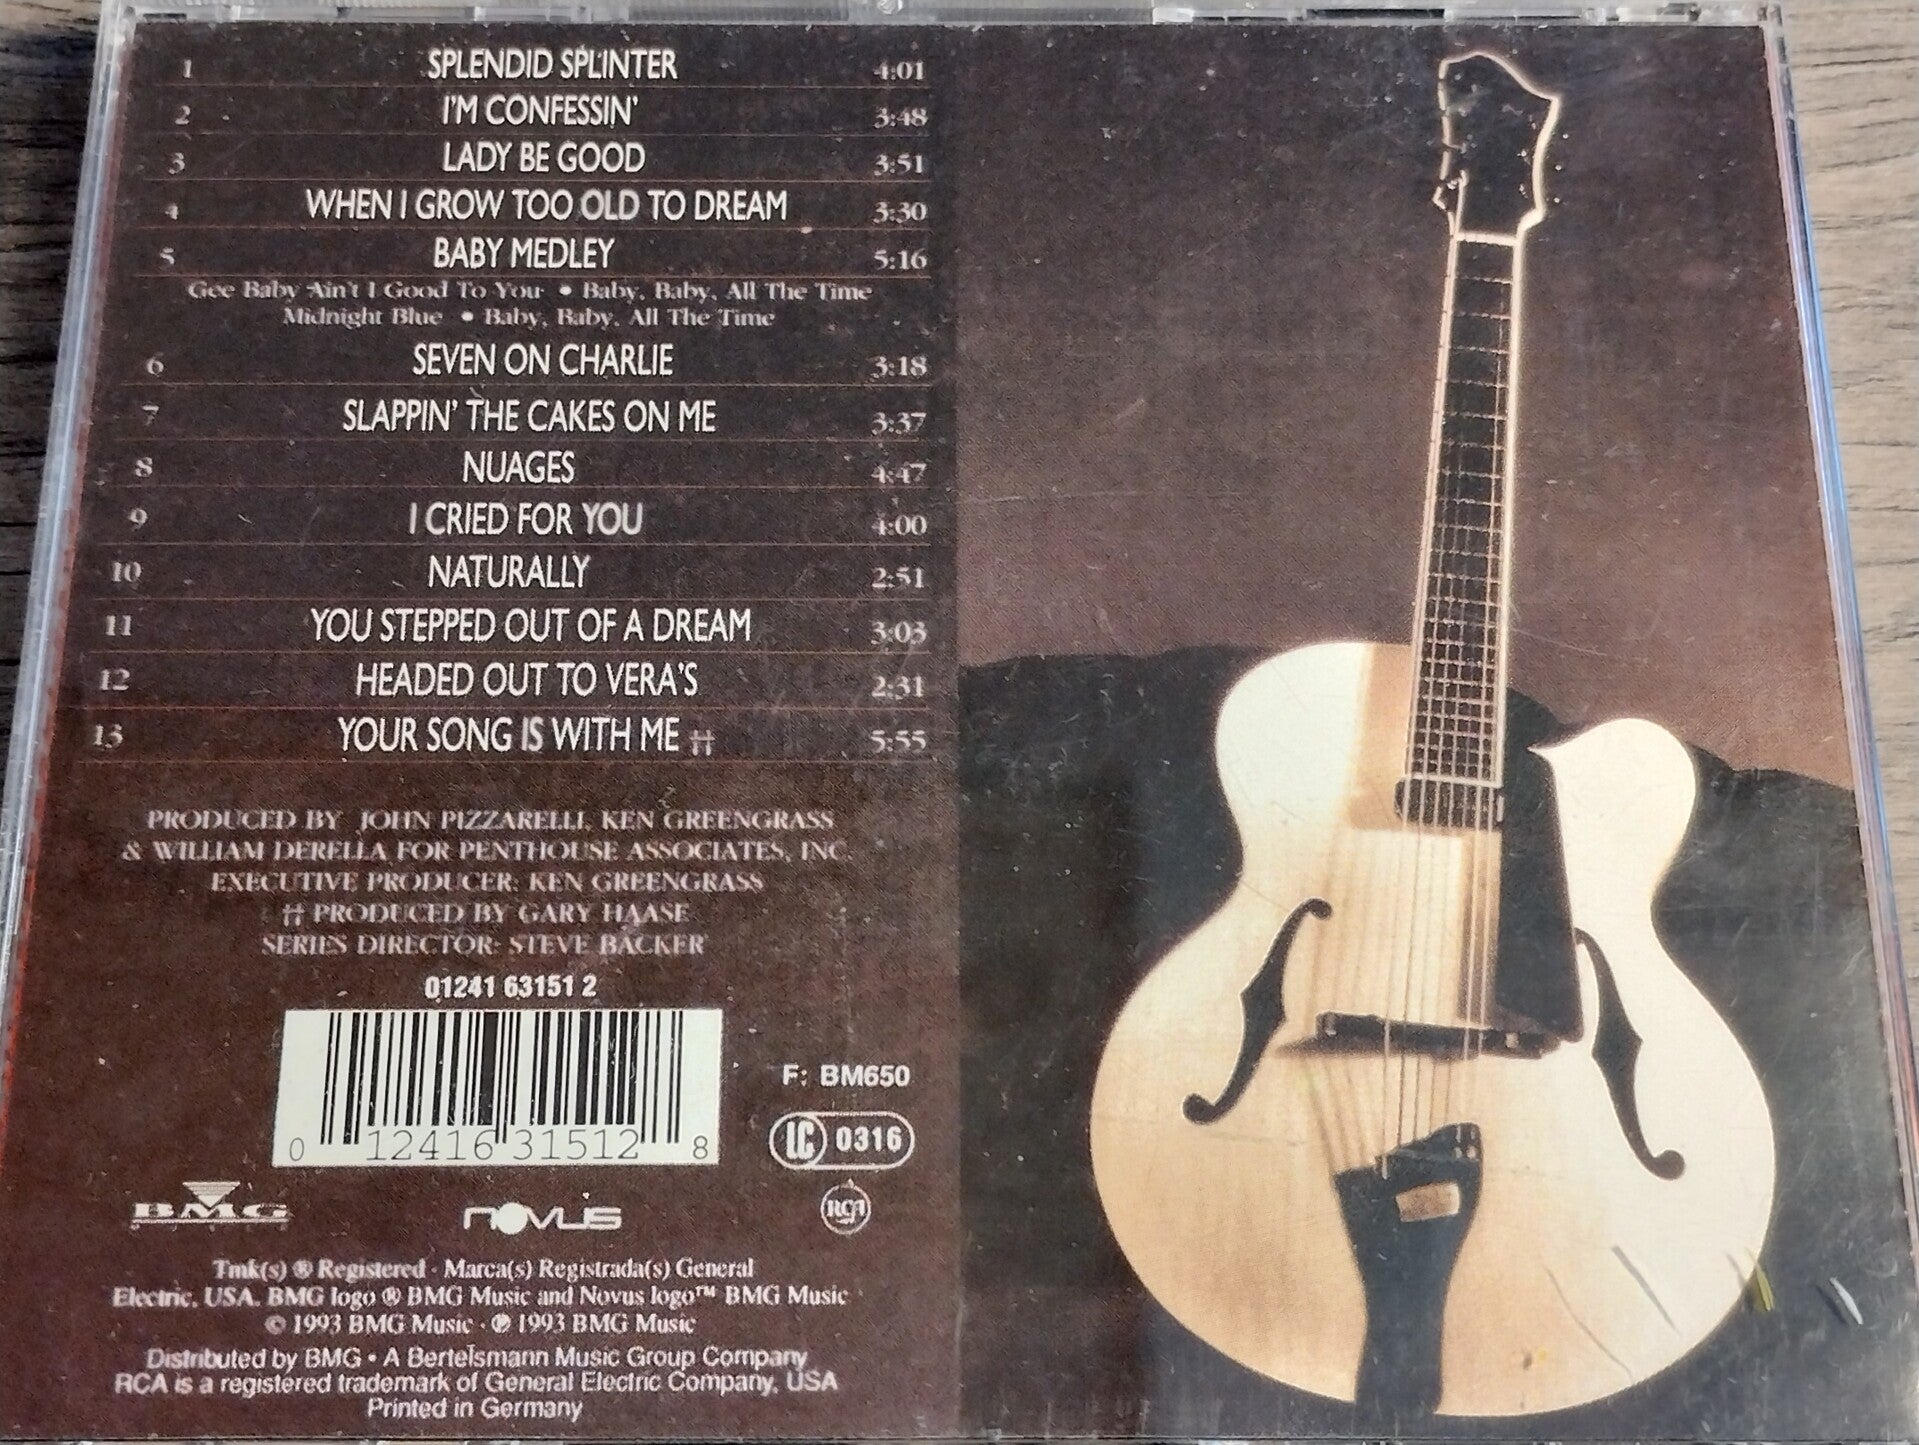 1 SPLENDID SPLINTER 4:01
2 I'M CONFESSIN' 3:48
3 LADY BE GOOD 3:51
4 WHEN I GROW TOO OLD TO DREAM 3:30
5 BABY MEDLEY 5:16
Gee Baby Ain't I Good To You • Baby, Baby, All The Time
Midnight Blue • Baby, Baby, All The Time
6 SEVEN ON CHARLIE 3:18
7 SLAPPIN' THE CAKES ON ME 3:37
8 NUAGES 4:47
9 I CRIED FOR YOU 4:00
10 NATURALLY 2:51
11 YOU STEPPED OUT OF A DREAM 3:03
12 HEADED OUT TO VERA'S 2:31
13 YOUR SONG IS WITH ME †† 5:55
PRODUCED BY JOHN PIZZARELLI, KEN GREENGRASS
& WILLIAM DERELLA FOR PENTHOUSE ASSOCIATES, INC.
EXECUTIVE PRODUCER: KEN GREENGRASS
†† PRODUCED BY GARY HAASE
SERIES DIRECTOR: STEVE BACKER
01241 63151 2
0 12416 31512 8
F: BM650
LC 0316
BMG NOVUS RCA
Tmk(s) ® Registered · Marca(s) Registrada(s) General
Electric, USA. BMG logo ® BMG Music and Novus logo™ BMG Music
© 1993 BMG Music · ℗ 1993 BMG Music
Distributed by BMG • A Bertelsmann Music Group Company
RCA is a registered trademark of General Electric Company, USA
Printed in Germany